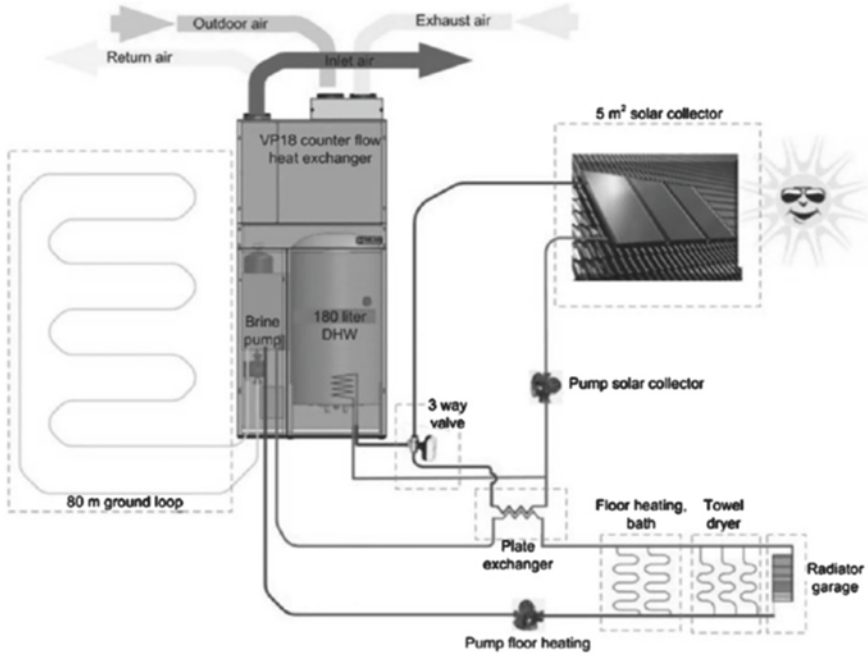 Outdoor air
Exhaust air
Return air
Inlet air
5 m² solar collector
VP18 counter flow
heat exchanger
Brine
pump
180 liter
DHW
Pump solar collector
3 way
valve
80 m ground loop
Floor heating,
bath
Towel
dryer
Plate
exchanger
Radiator
garage
Pump floor heating